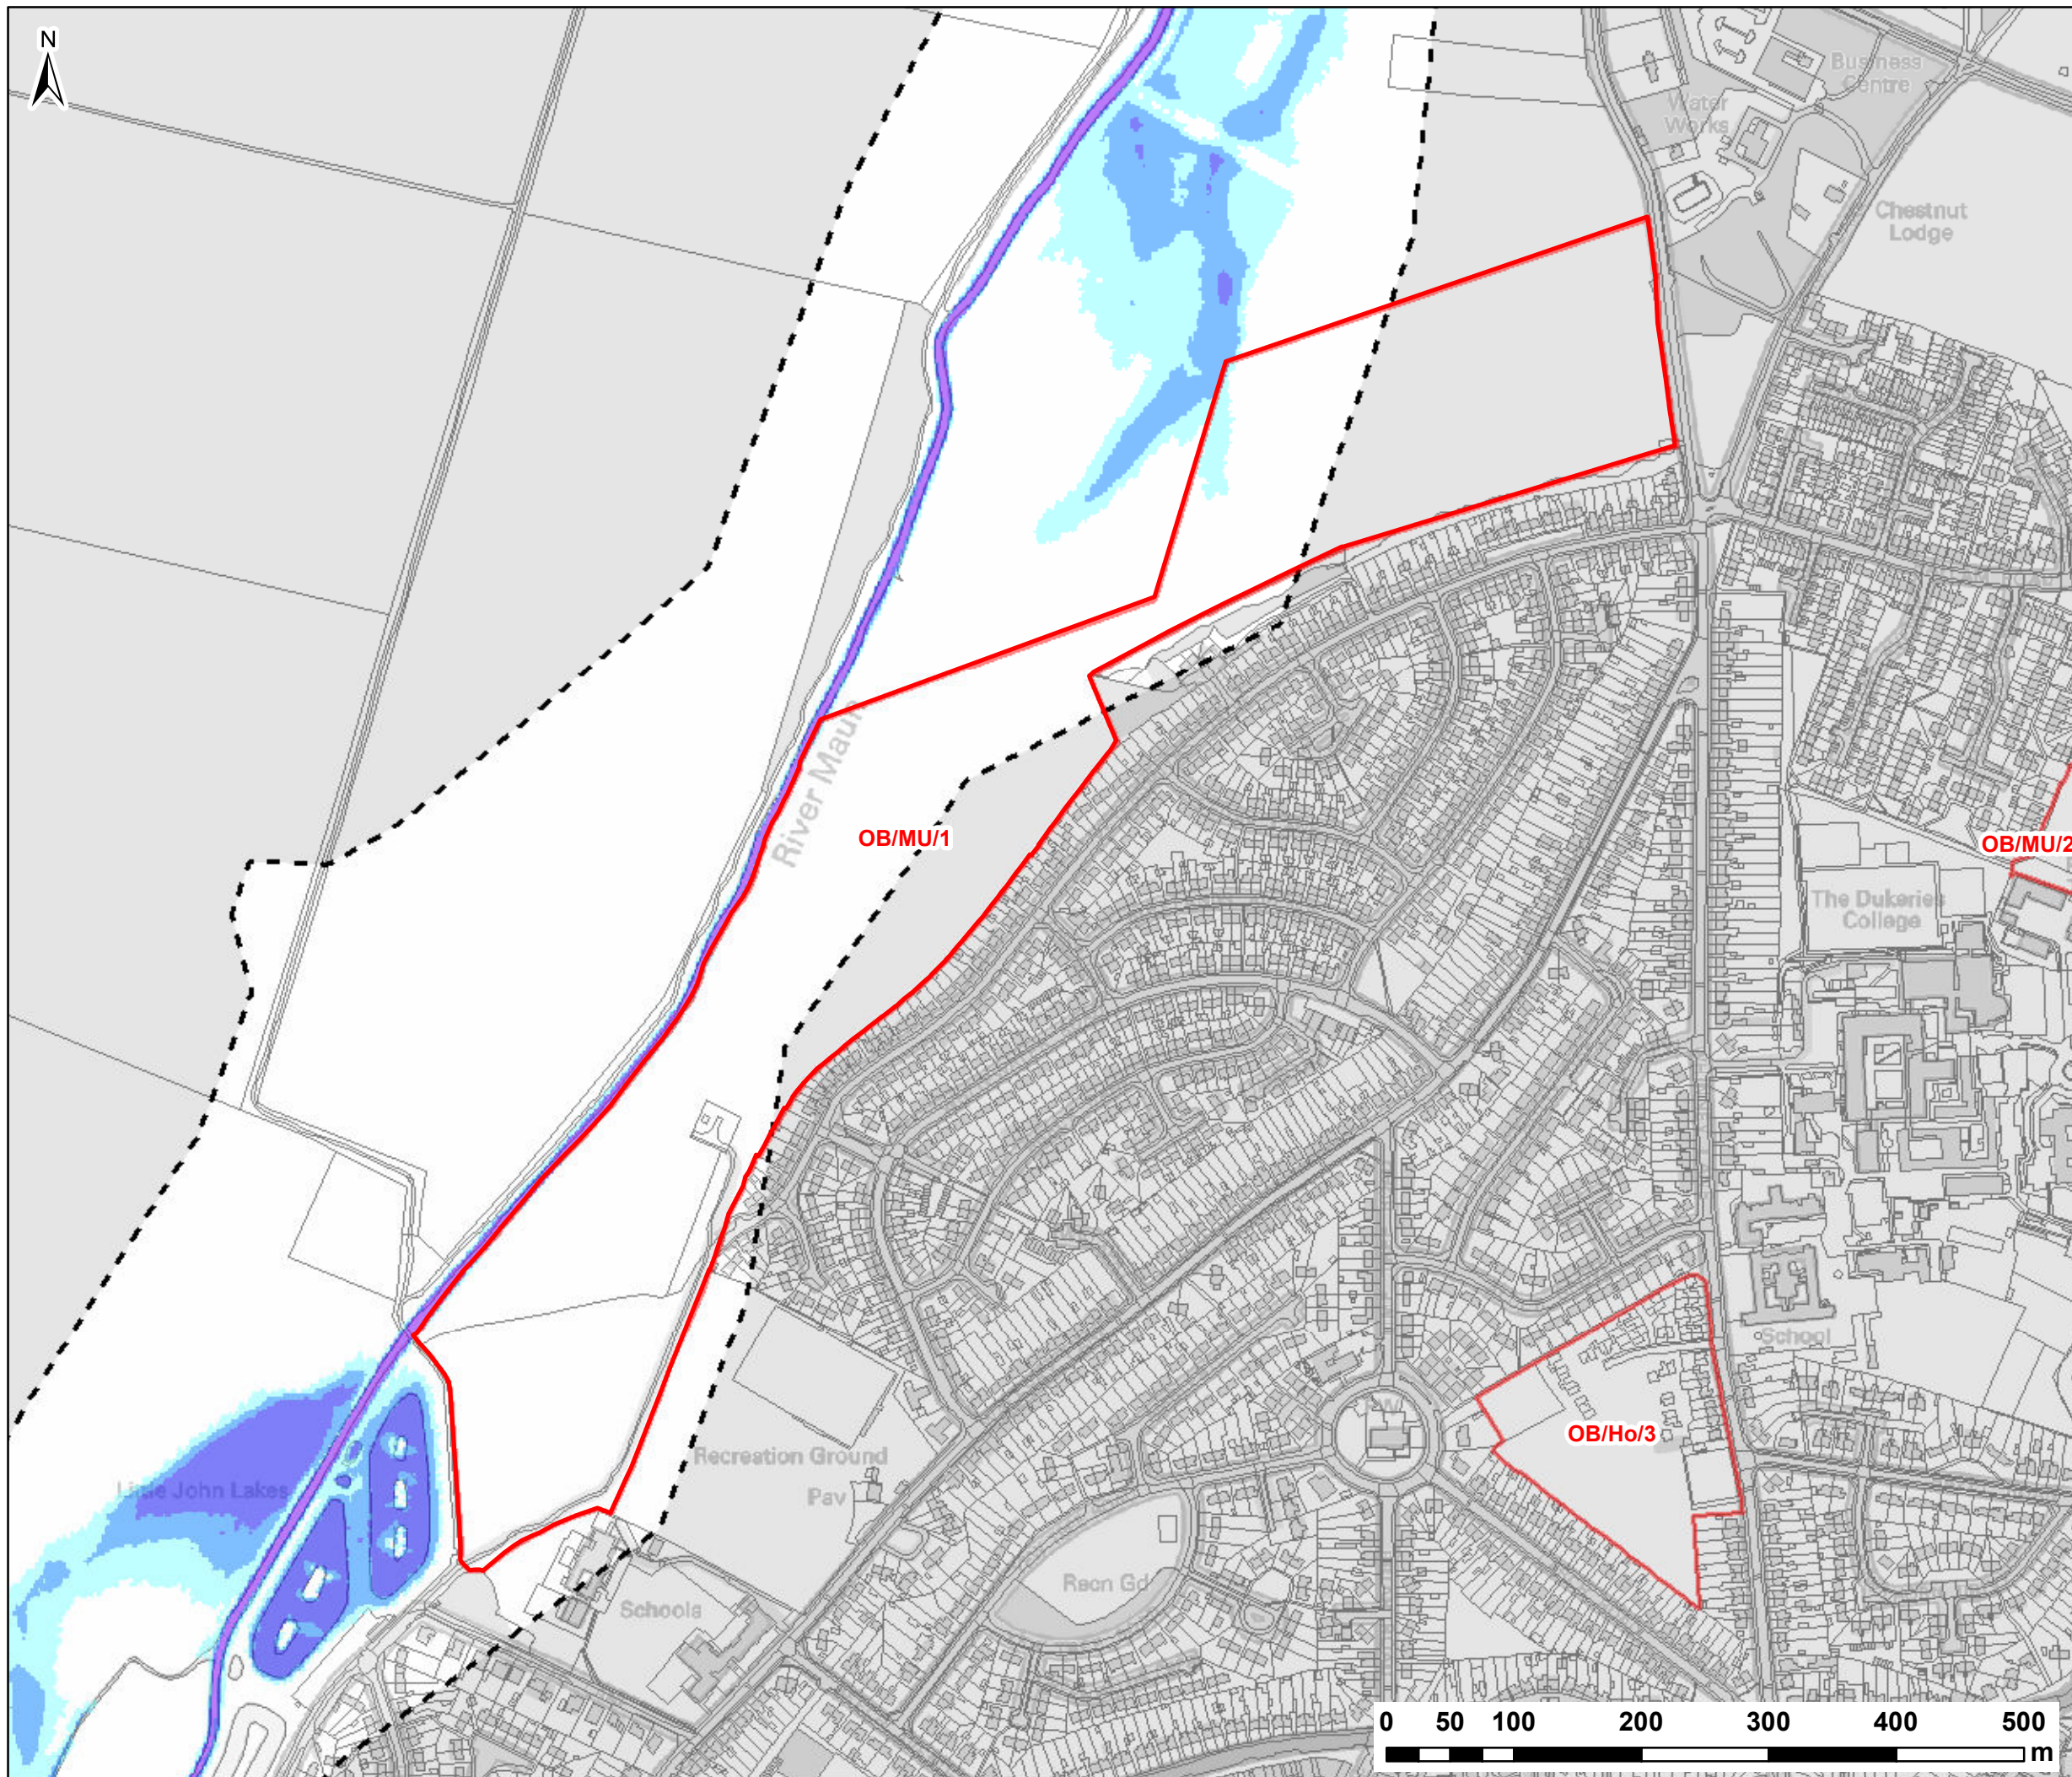 N
Business
Centre
Water
Works
Chestnut
Lodge
River Maun
OB/MU/1
OB/MU/2
The Dukeries
College
School
OB/Ho/3
Recreation Ground
Pav
Little John Lakes
Recn Gd
Schools
0 50 100 200 300 400 500
m